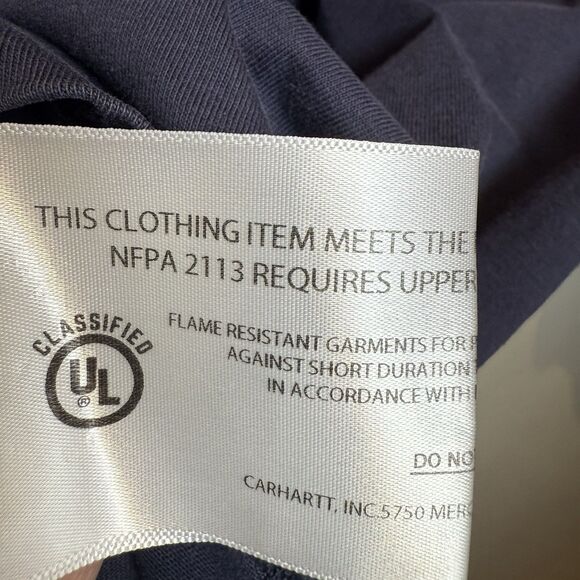 THIS CLOTHING ITEM MEETS THE
NFPA 2113 REQUIRES UPPER
CLASSIFIED
UL
®
FLAME RESISTANT GARMENTS FOR
AGAINST SHORT DURATION
IN ACCORDANCE WITH
DO NO
CARHARTT, INC.5750 MER